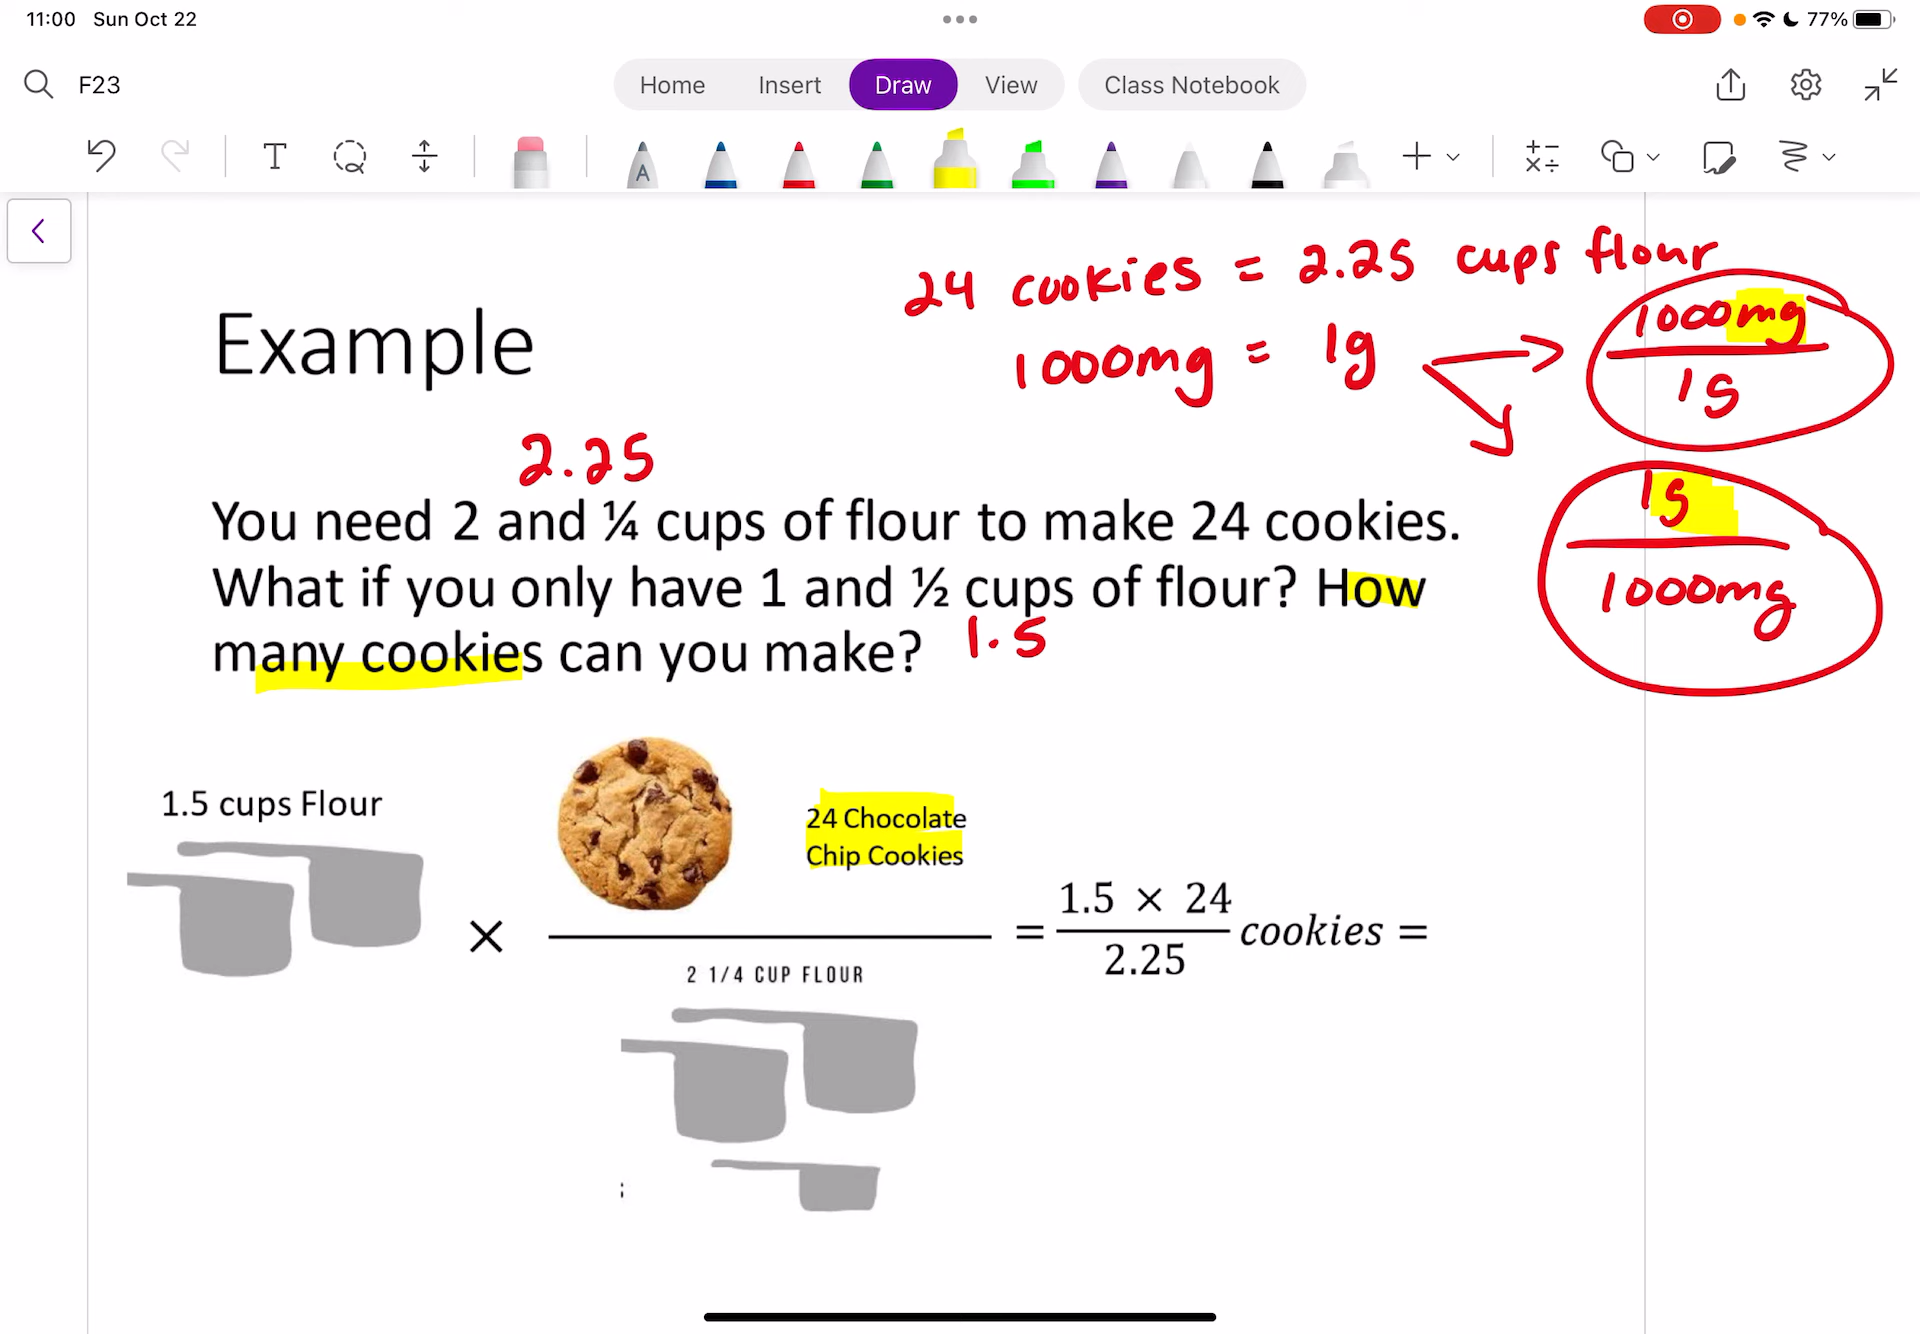 11:00 Sun Oct 22
77%
F23
Home Insert Draw View Class Notebook
T
A
24 cookies = 2.25 cups flour
1000mg = 1g
1000mg
1g
1g
1000mg
Example
2.25
You need 2 and ¼ cups of flour to make 24 cookies.
What if you only have 1 and ½ cups of flour? How
many cookies can you make?
1.5
1.5 cups Flour
24 Chocolate
Chip Cookies
×
2 1/4 CUP FLOUR
= 1.5 × 24
2.25
cookies =